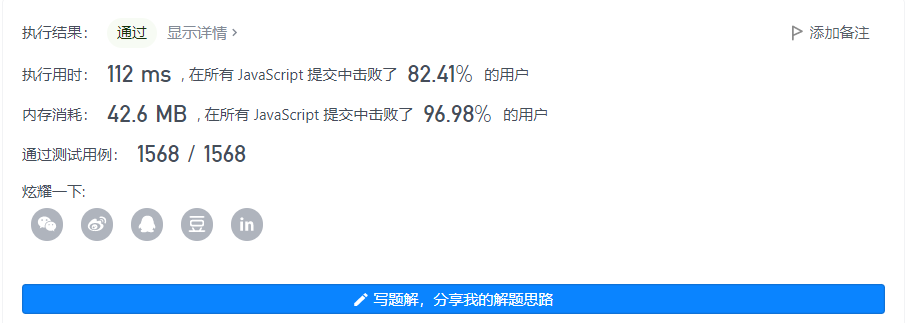 执行结果： 通过 显示详情 › 添加备注
执行用时： 112 ms , 在所有 JavaScript 提交中击败了 82.41% 的用户
内存消耗： 42.6 MB , 在所有 JavaScript 提交中击败了 96.98% 的用户
通过测试用例： 1568 / 1568
炫耀一下:
豆 in
写题解，分享我的解题思路